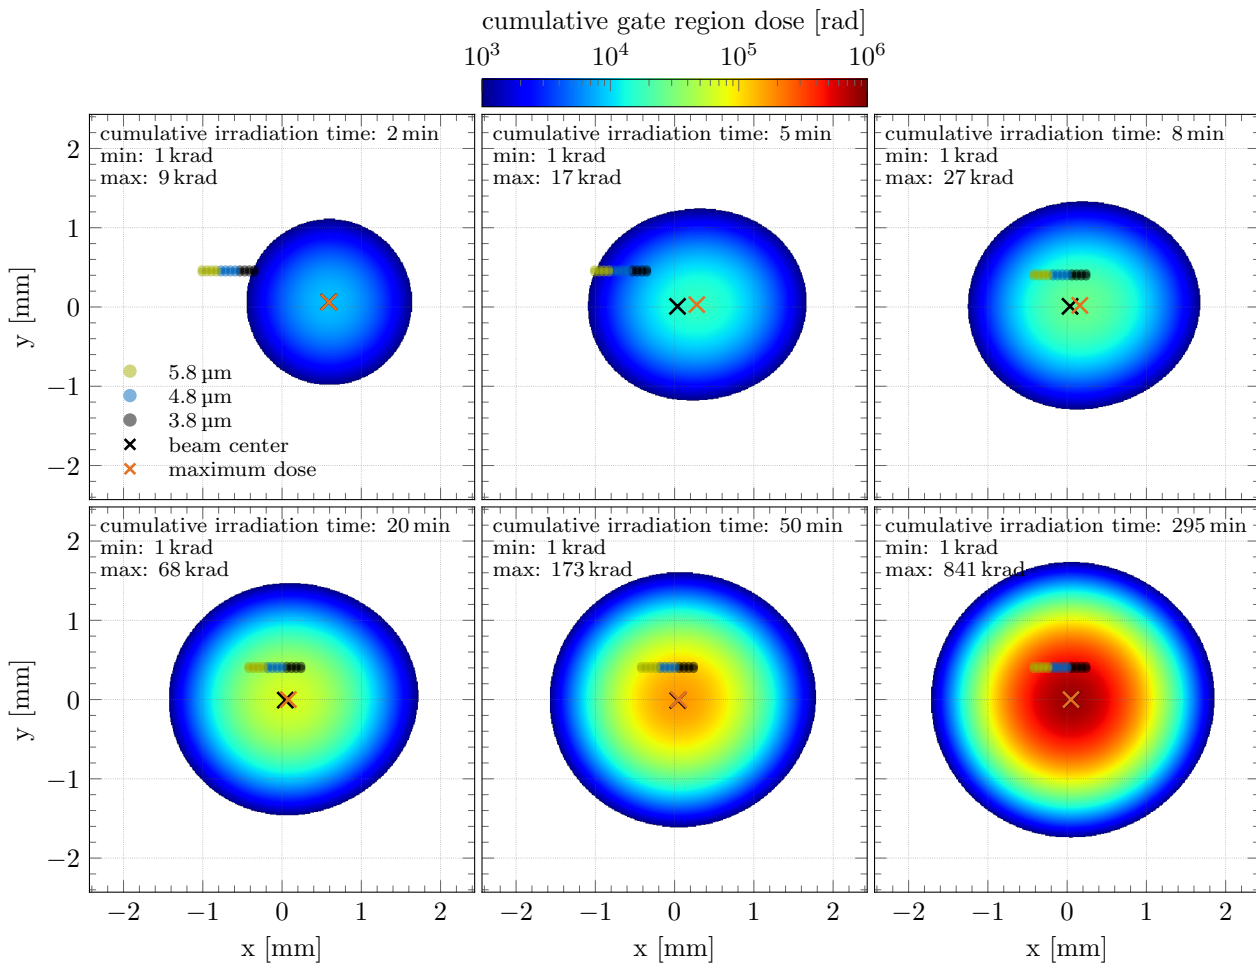 cumulative gate region dose [rad]
10³ 10⁴ 10⁵ 10⁶
cumulative irradiation time: 2 min
min: 1 krad
max: 9 krad
cumulative irradiation time: 5 min
min: 1 krad
max: 17 krad
cumulative irradiation time: 8 min
min: 1 krad
max: 27 krad
2
1
0
−1
−2
y [mm]
5.8 µm
4.8 µm
3.8 µm
beam center
maximum dose
cumulative irradiation time: 20 min
min: 1 krad
max: 68 krad
cumulative irradiation time: 50 min
min: 1 krad
max: 173 krad
cumulative irradiation time: 295 min
min: 1 krad
max: 841 krad
2
1
0
−1
−2
y [mm]
−2 −1 0 1 2
−2 −1 0 1 2
−2 −1 0 1 2
x [mm]
x [mm]
x [mm]